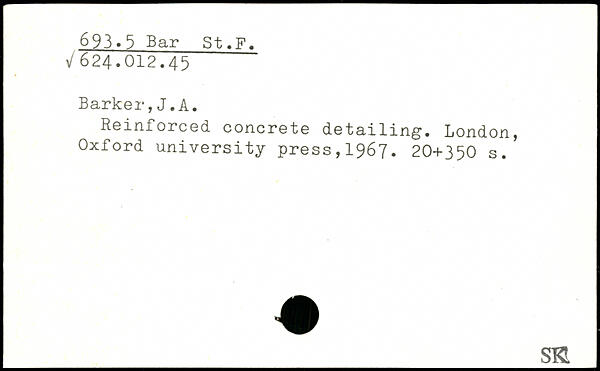 693.5 Bar St.F.
√ 624.012.45
Barker,J.A.
Reinforced concrete detailing. London,
Oxford university press,1967. 20+350 s.
SK